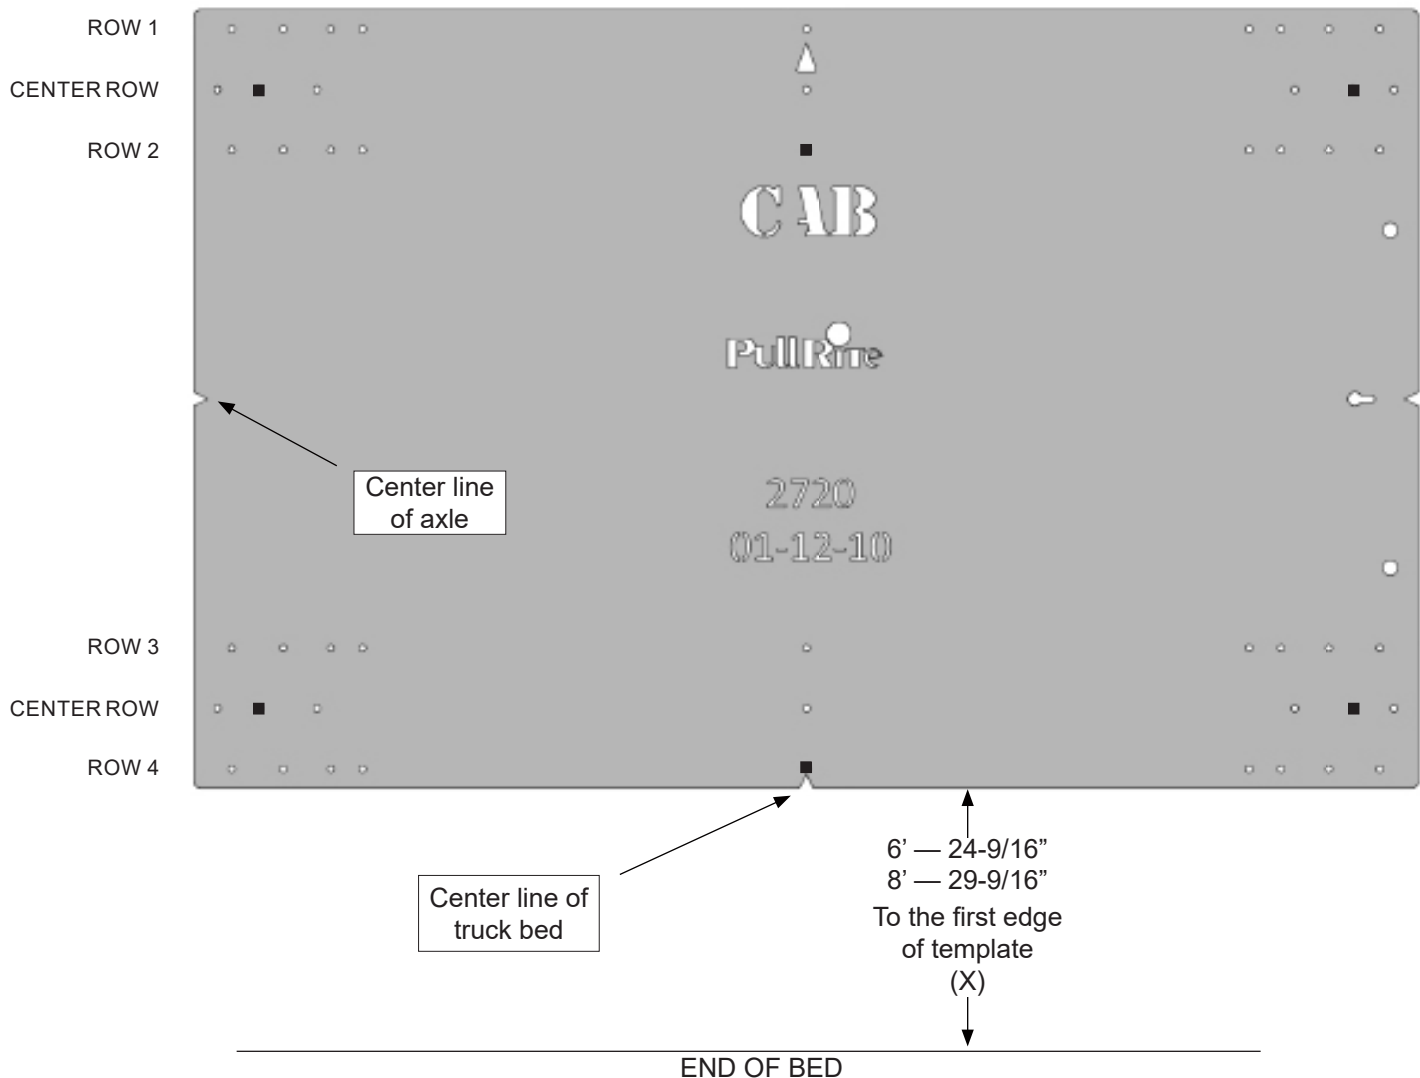 ROW 1
CENTER ROW
ROW 2
CAB
PullRite
Center line
of axle
2720
01-12-10
ROW 3
CENTER ROW
ROW 4
6’ — 24-9/16”
8’ — 29-9/16”
To the first edge
of template
(X)
Center line of
truck bed
END OF BED